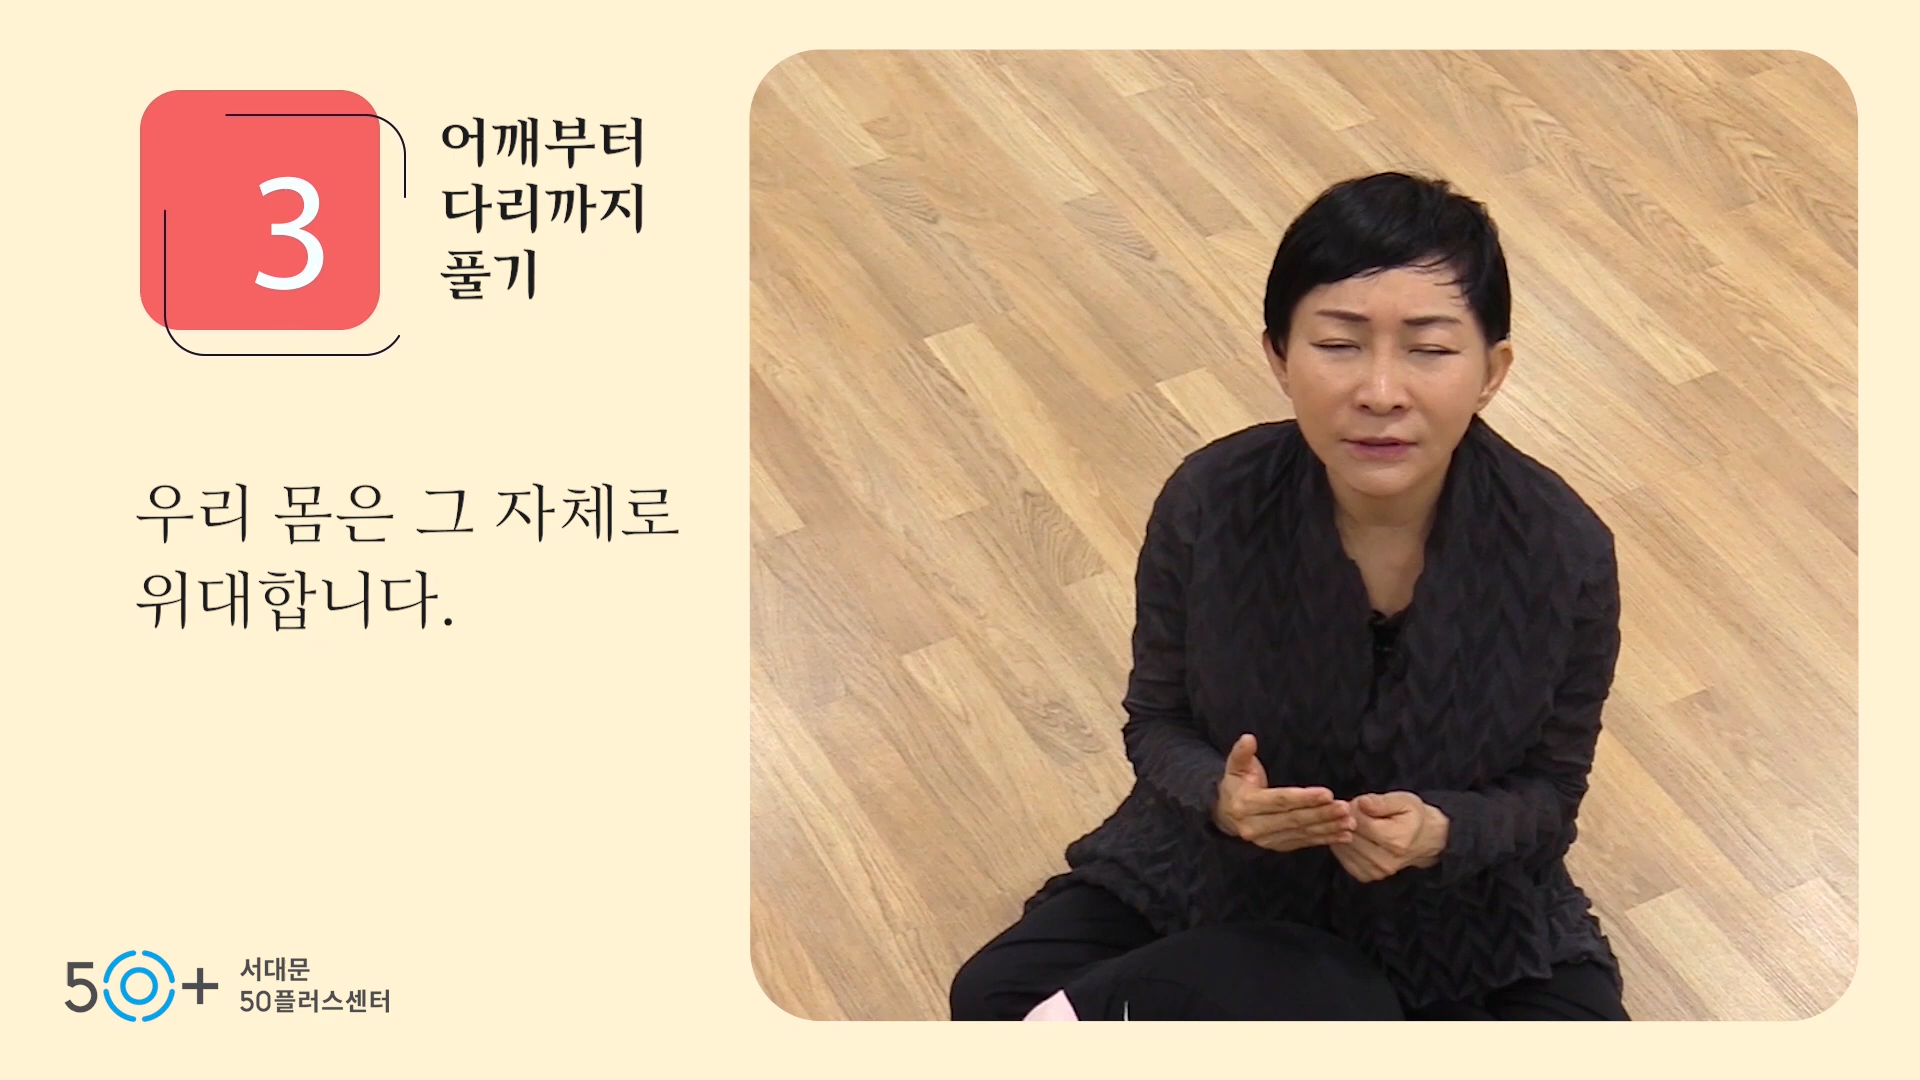 3
어깨부터
다리까지
풀기
우리 몸은 그 자체로
위대합니다.
50+
서대문
50플러스센터